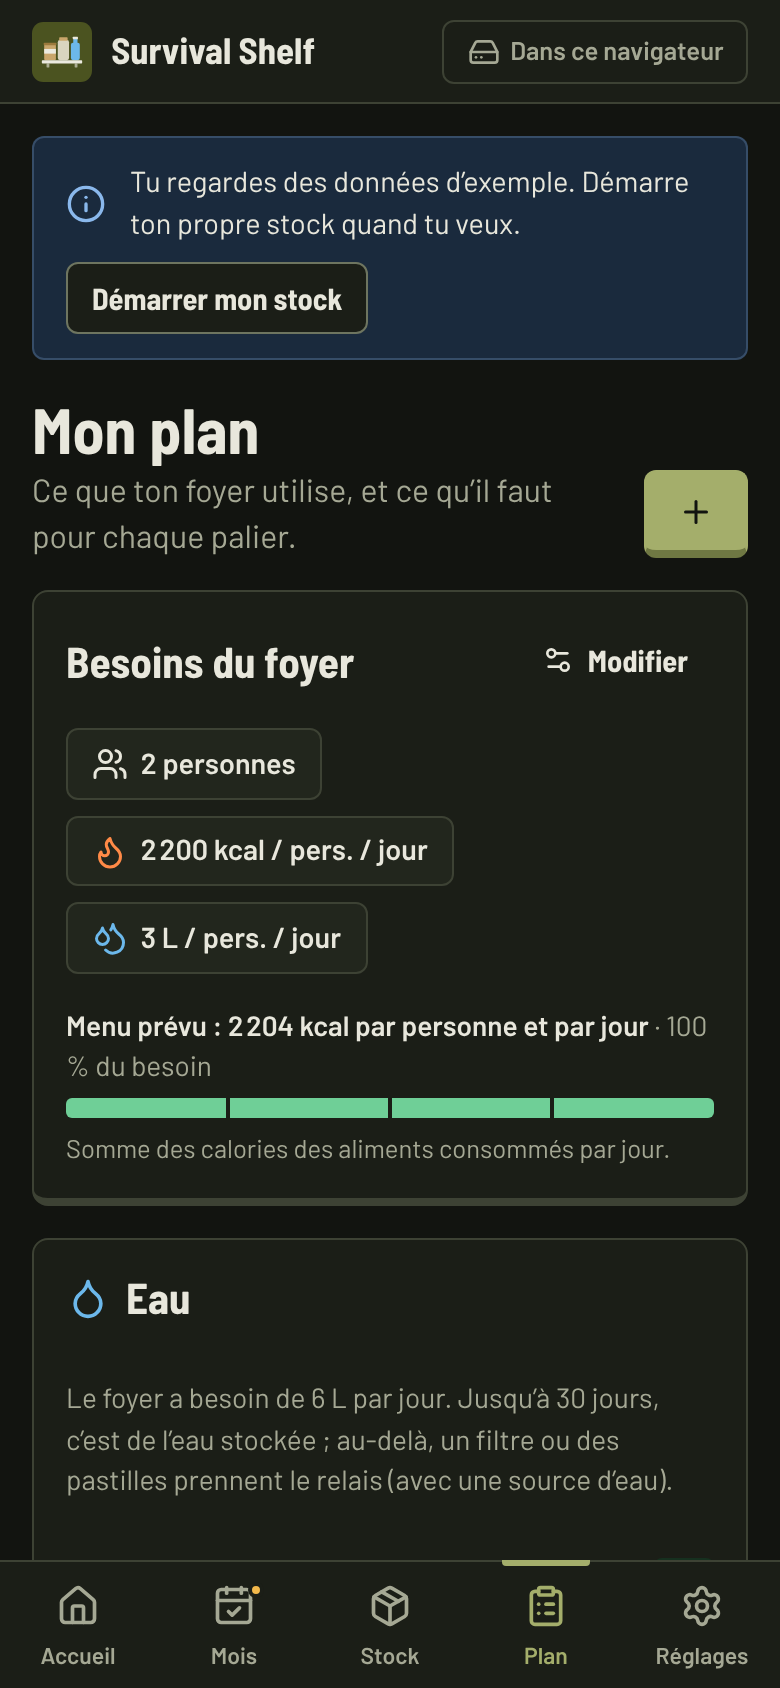 Survival Shelf
Dans ce navigateur
Tu regardes des données d’exemple. Démarre
ton propre stock quand tu veux.
Démarrer mon stock
Mon plan
Ce que ton foyer utilise, et ce qu’il faut
pour chaque palier.
Besoins du foyer
Modifier
2 personnes
2 200 kcal / pers. / jour
3 L / pers. / jour
Menu prévu : 2 204 kcal par personne et par jour · 100
% du besoin
Somme des calories des aliments consommés par jour.
Eau
Le foyer a besoin de 6 L par jour. Jusqu’à 30 jours,
c’est de l’eau stockée ; au-delà, un filtre ou des
pastilles prennent le relais (avec une source d’eau).
Accueil
Mois
Stock
Plan
Réglages